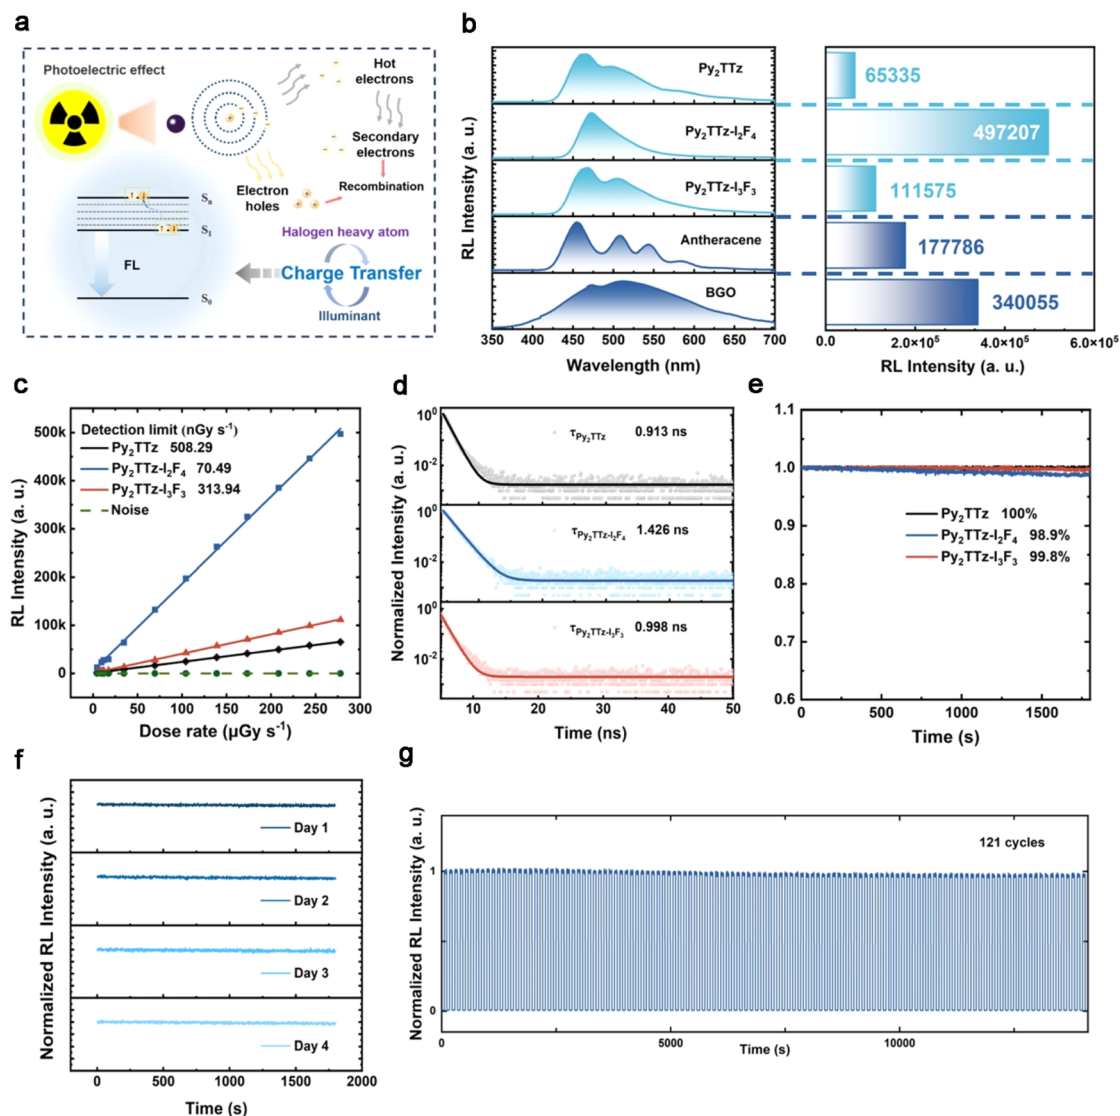 a
Photoelectric effect
Hot
electrons
Secondary
electrons
Recombination
Electron
holes
Sₙ
S₁
FL
S₀
Halogen heavy atom
Charge Transfer
Illuminant
b
RL Intensity (a. u.)
Py₂TTz
Py₂TTz-I₂F₄
Py₂TTz-I₃F₃
Antheracene
BGO
350 400 450 500 550 600 650 700
Wavelength (nm)
65335
497207
111575
177786
340055
0.0 2.0×10⁵ 4.0×10⁵ 6.0×10⁵
RL Intensity (a. u.)
c
RL Intensity (a. u.)
500k
400k
300k
200k
100k
0
Detection limit (nGy s⁻¹)
Py₂TTz 508.29
Py₂TTz-I₂F₄ 70.49
Py₂TTz-I₃F₃ 313.94
Noise
0 50 100 150 200 250 300
Dose rate (μGy s⁻¹)
d
Normalized Intensity (a. u.)
10⁰
10⁻²
τPy₂TTz 0.913 ns
10⁰
10⁻²
τPy₂TTz-I₂F₄ 1.426 ns
10⁰
10⁻²
τPy₂TTz-I₃F₃ 0.998 ns
10 20 30 40 50
Time (ns)
e
1.1
1.0
0.9
0.8
0.7
0.6
Py₂TTz 100%
Py₂TTz-I₂F₄ 98.9%
Py₂TTz-I₃F₃ 99.8%
0 500 1000 1500
Time (s)
f
Normalized RL Intensity (a. u.)
Day 1
Day 2
Day 3
Day 4
0 500 1000 1500 2000
Time (s)
g
Normalized RL Intensity (a. u.)
121 cycles
1
0
0 5000 10000
Time (s)